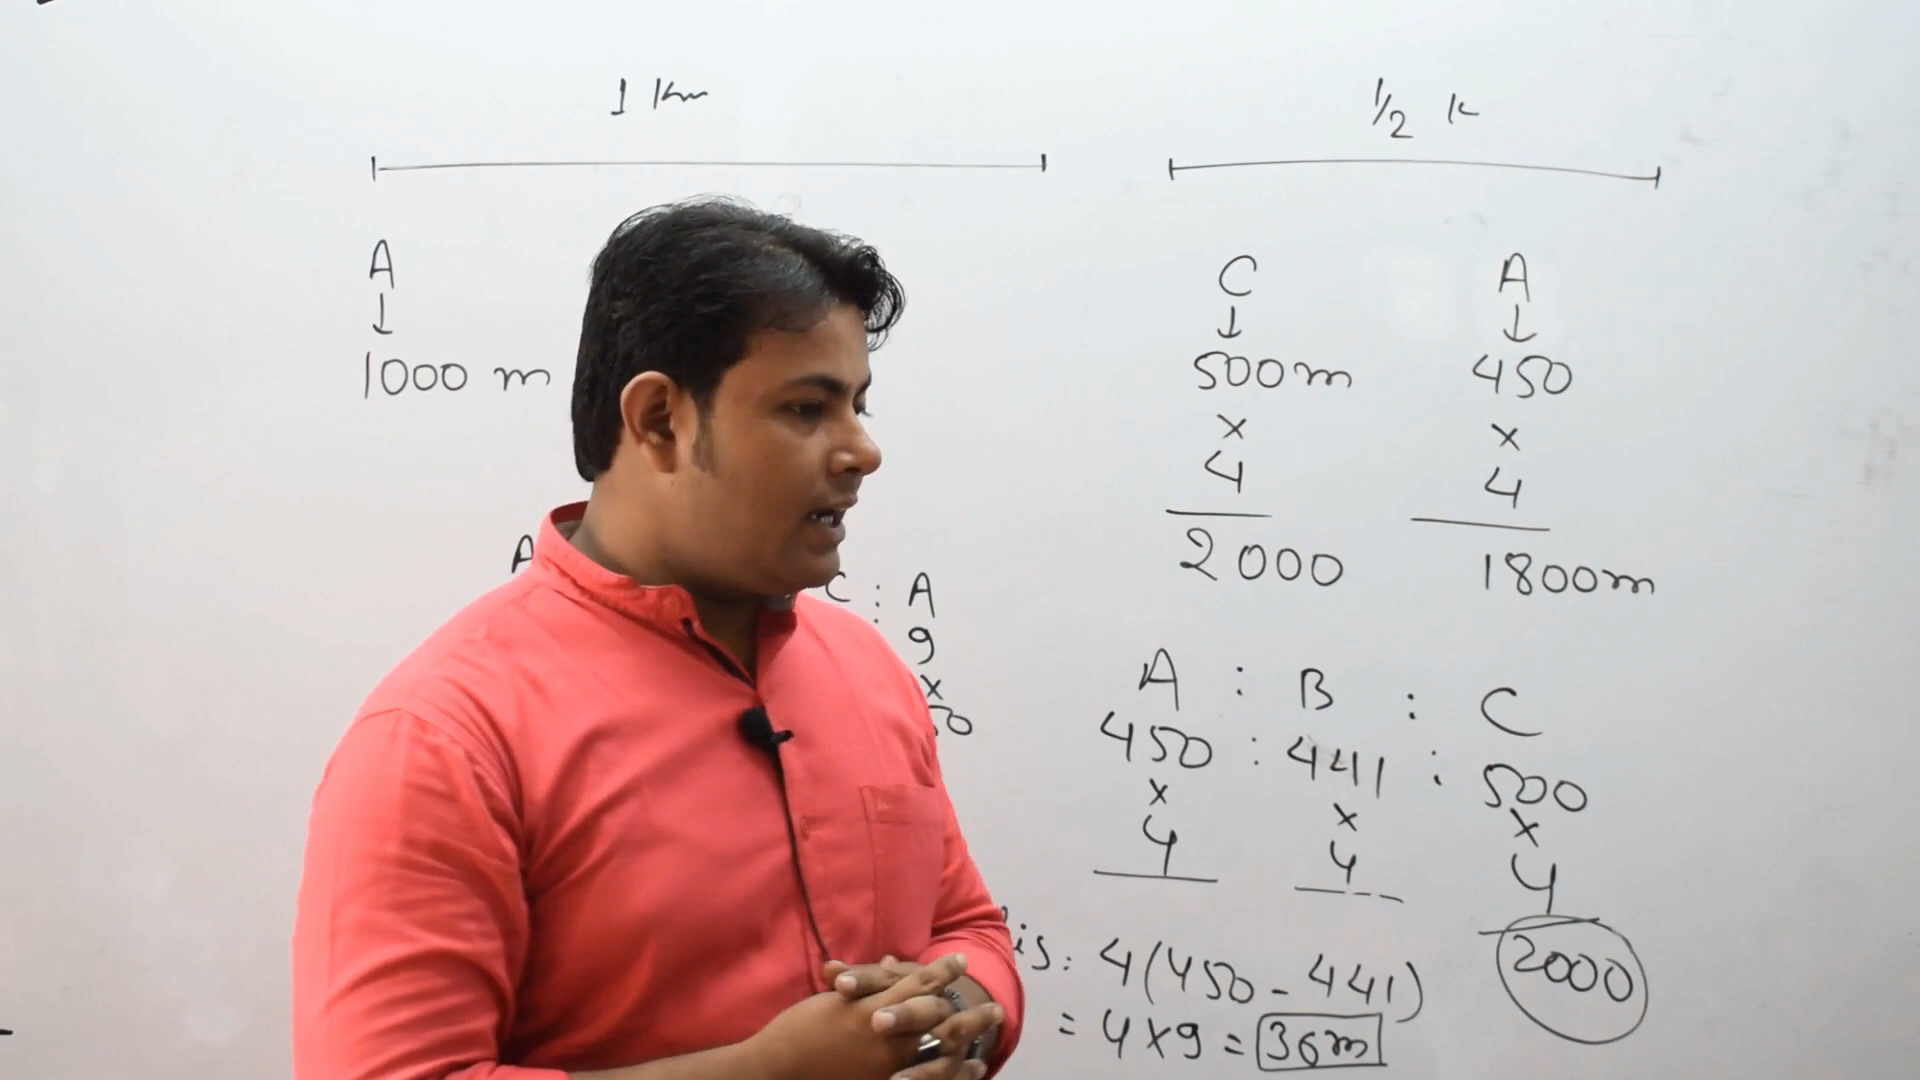 1 Km
1/2 k
A
↓
1000 m
C A
↓ ↓
500m 450
× ×
4 4
2000 1800m
A
C : A
9
×
50
A : B : C
450 : 441 : 500
× × ×
4 4 4
2000
is: 4(450 - 441)
= 4×9 = 36m